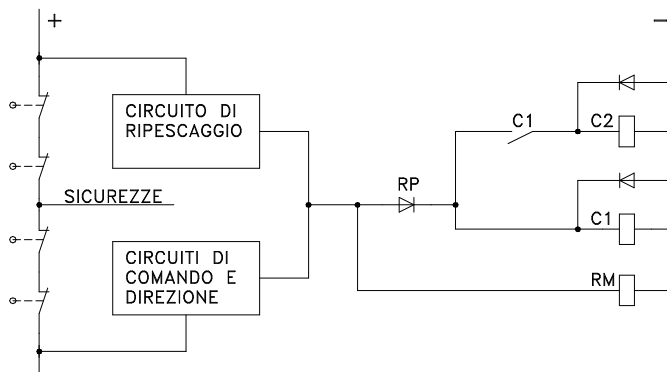 +
−
CIRCUITO DI
RIPESCAGGIO
C1
C2
SICUREZZE
RP
C1
CIRCUITI DI
COMANDO E
DIREZIONE
RM